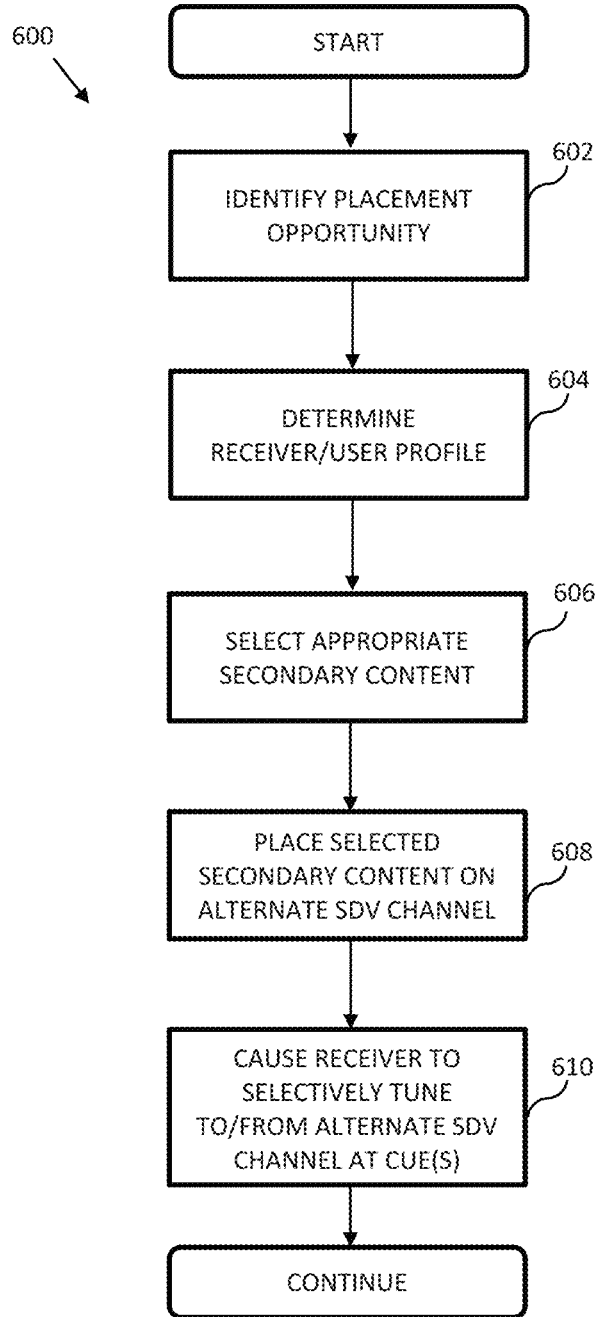 600
START
602
IDENTIFY PLACEMENT
OPPORTUNITY
604
DETERMINE
RECEIVER/USER PROFILE
606
SELECT APPROPRIATE
SECONDARY CONTENT
PLACE SELECTED
SECONDARY CONTENT ON
ALTERNATE SDV CHANNEL
608
CAUSE RECEIVER TO
SELECTIVELY TUNE
TO/FROM ALTERNATE SDV
CHANNEL AT CUE(S)
610
CONTINUE